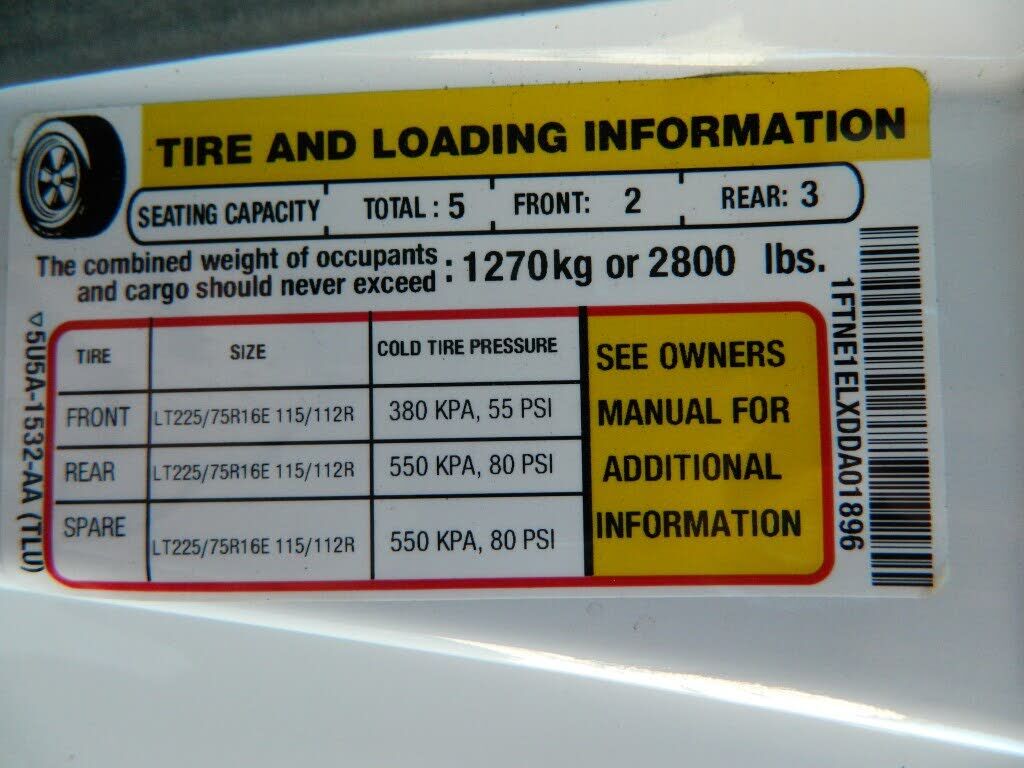 TIRE AND LOADING INFORMATION
SEATING CAPACITY TOTAL : 5 FRONT: 2 REAR: 3
The combined weight of occupants
and cargo should never exceed : 1270kg or 2800 lbs.
TIRE SIZE COLD TIRE PRESSURE
FRONT LT225/75R16E 115/112R 380 KPA, 55 PSI
REAR LT225/75R16E 115/112R 550 KPA, 80 PSI
SPARE LT225/75R16E 115/112R 550 KPA, 80 PSI
SEE OWNERS
MANUAL FOR
ADDITIONAL
INFORMATION
5U5A-1532-AA (TLU)
1FTNE1ELXDDA01896